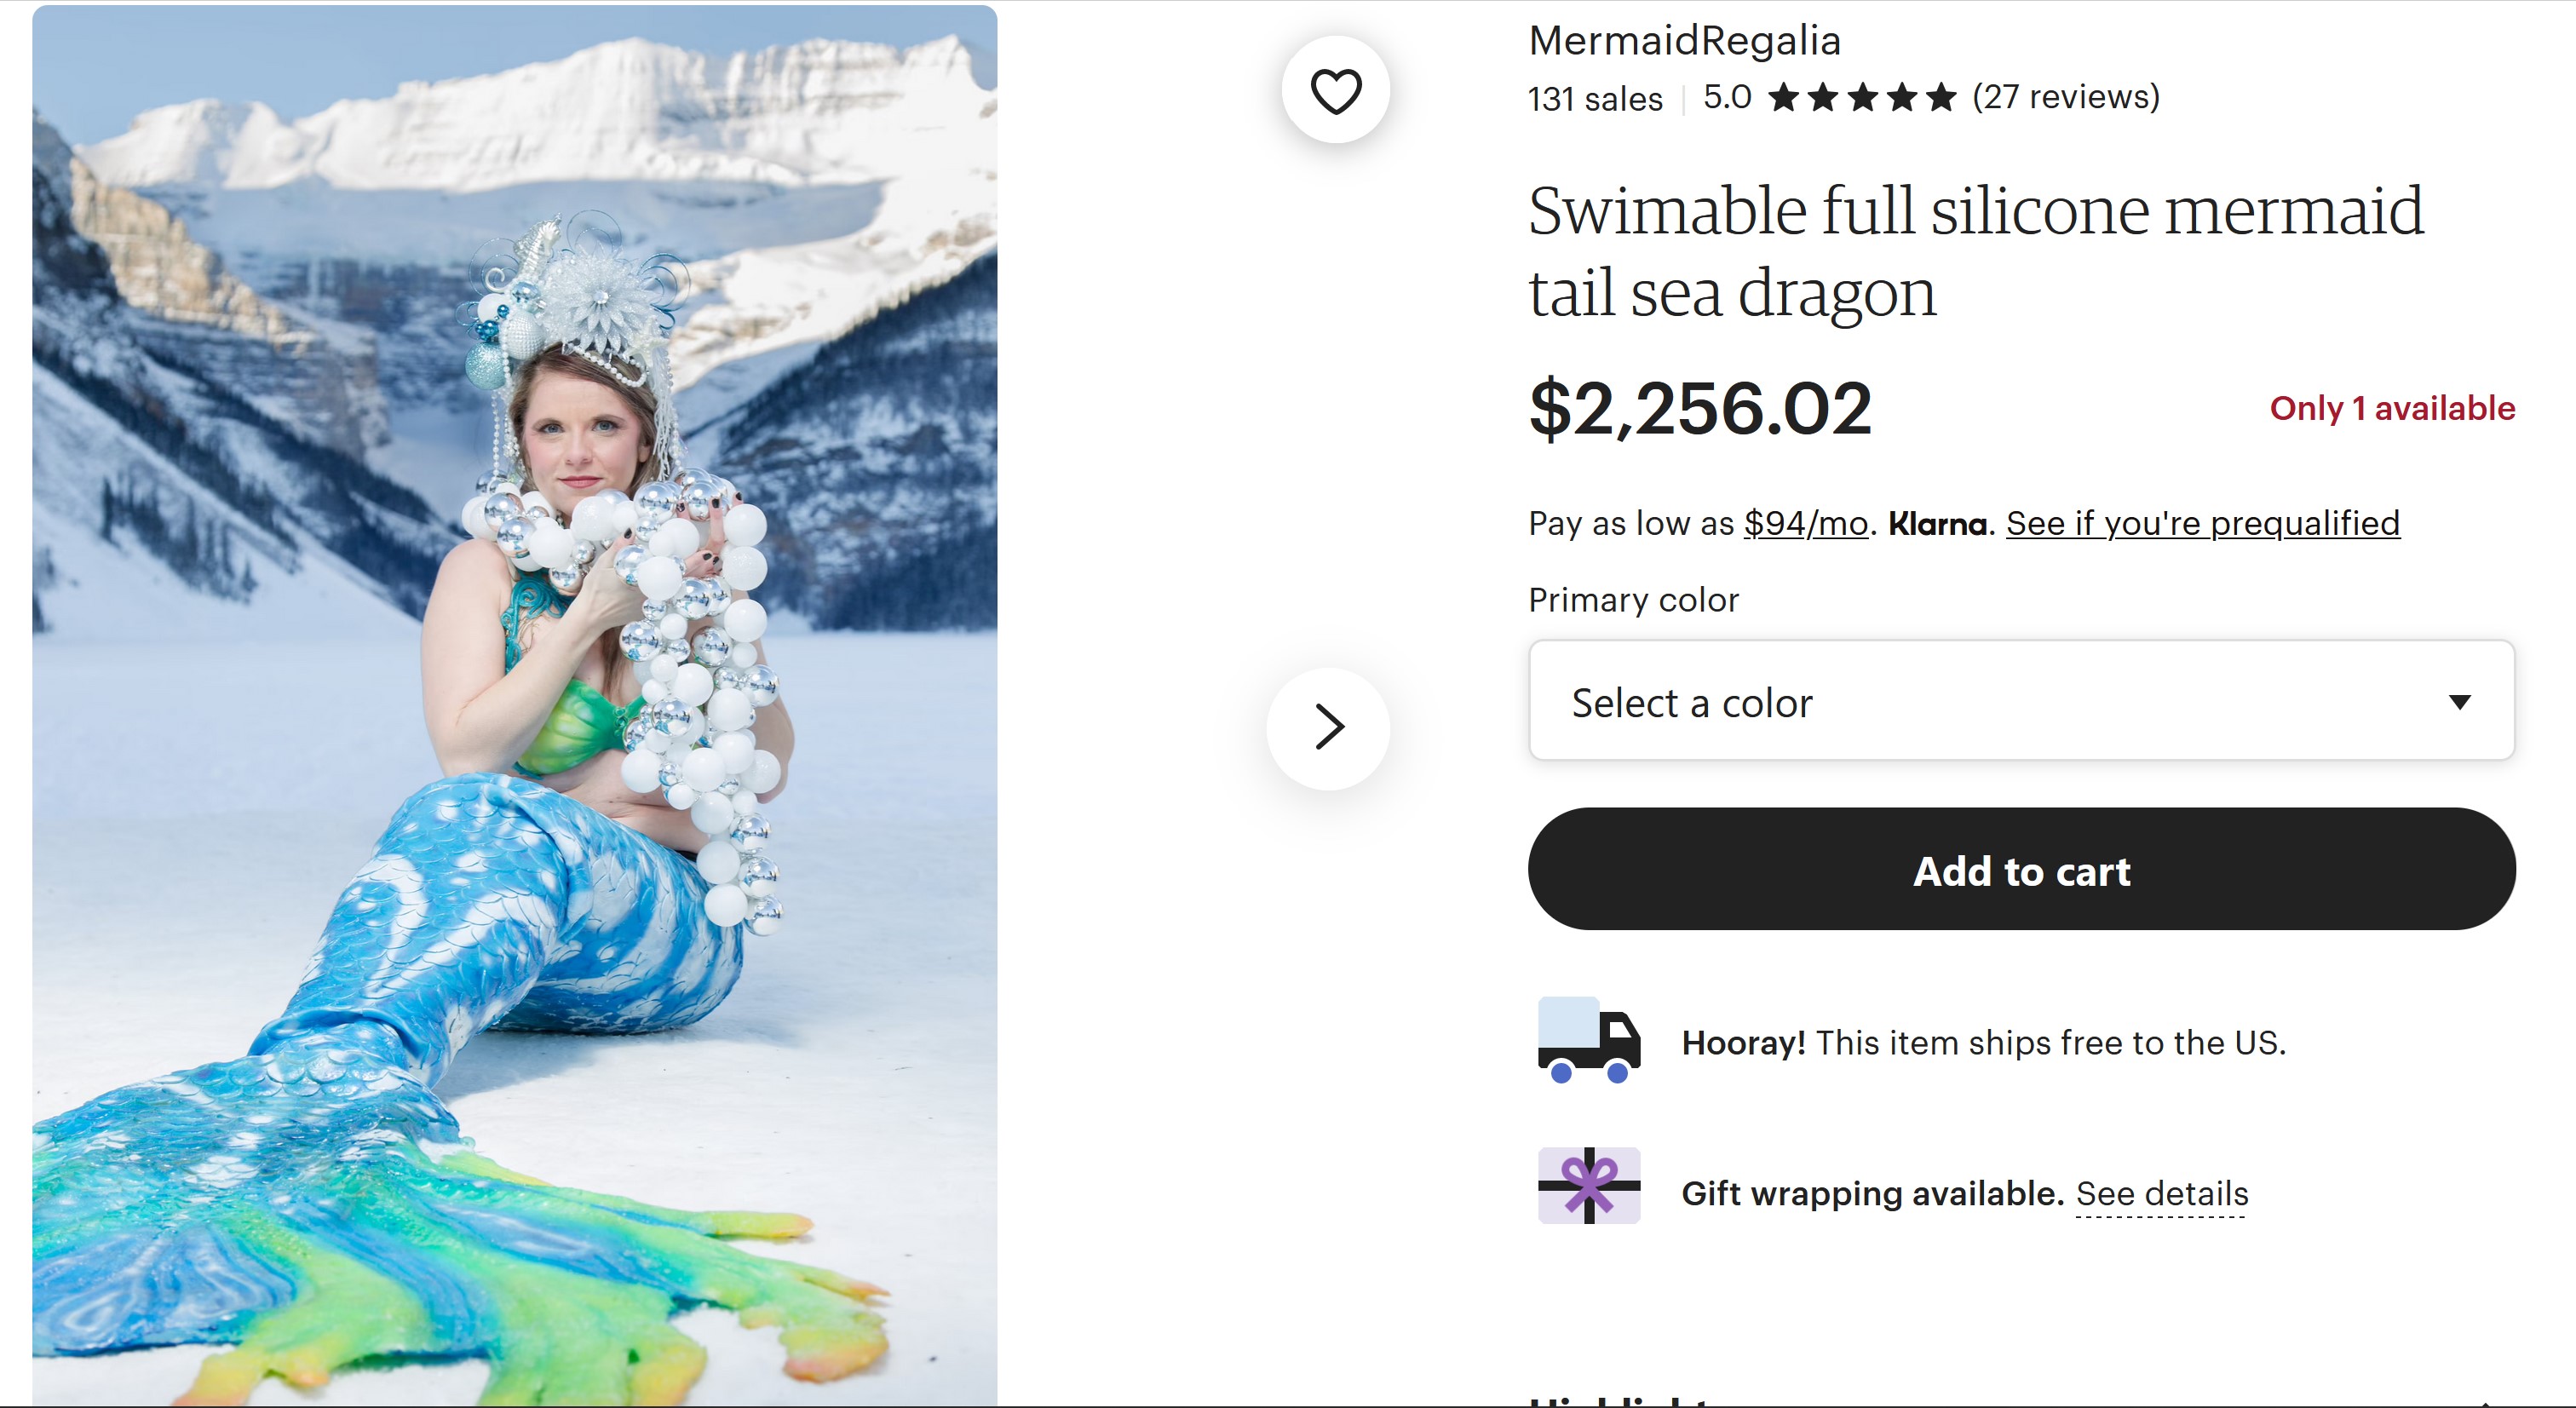 MermaidRegalia
131 sales | 5.0 ★★★★★ (27 reviews)
Swimable full silicone mermaid
tail sea dragon
$2,256.02
Only 1 available
Pay as low as $94/mo. Klarna. See if you're prequalified
Primary color
Select a color
Add to cart
Hooray! This item ships free to the US.
Gift wrapping available. See details